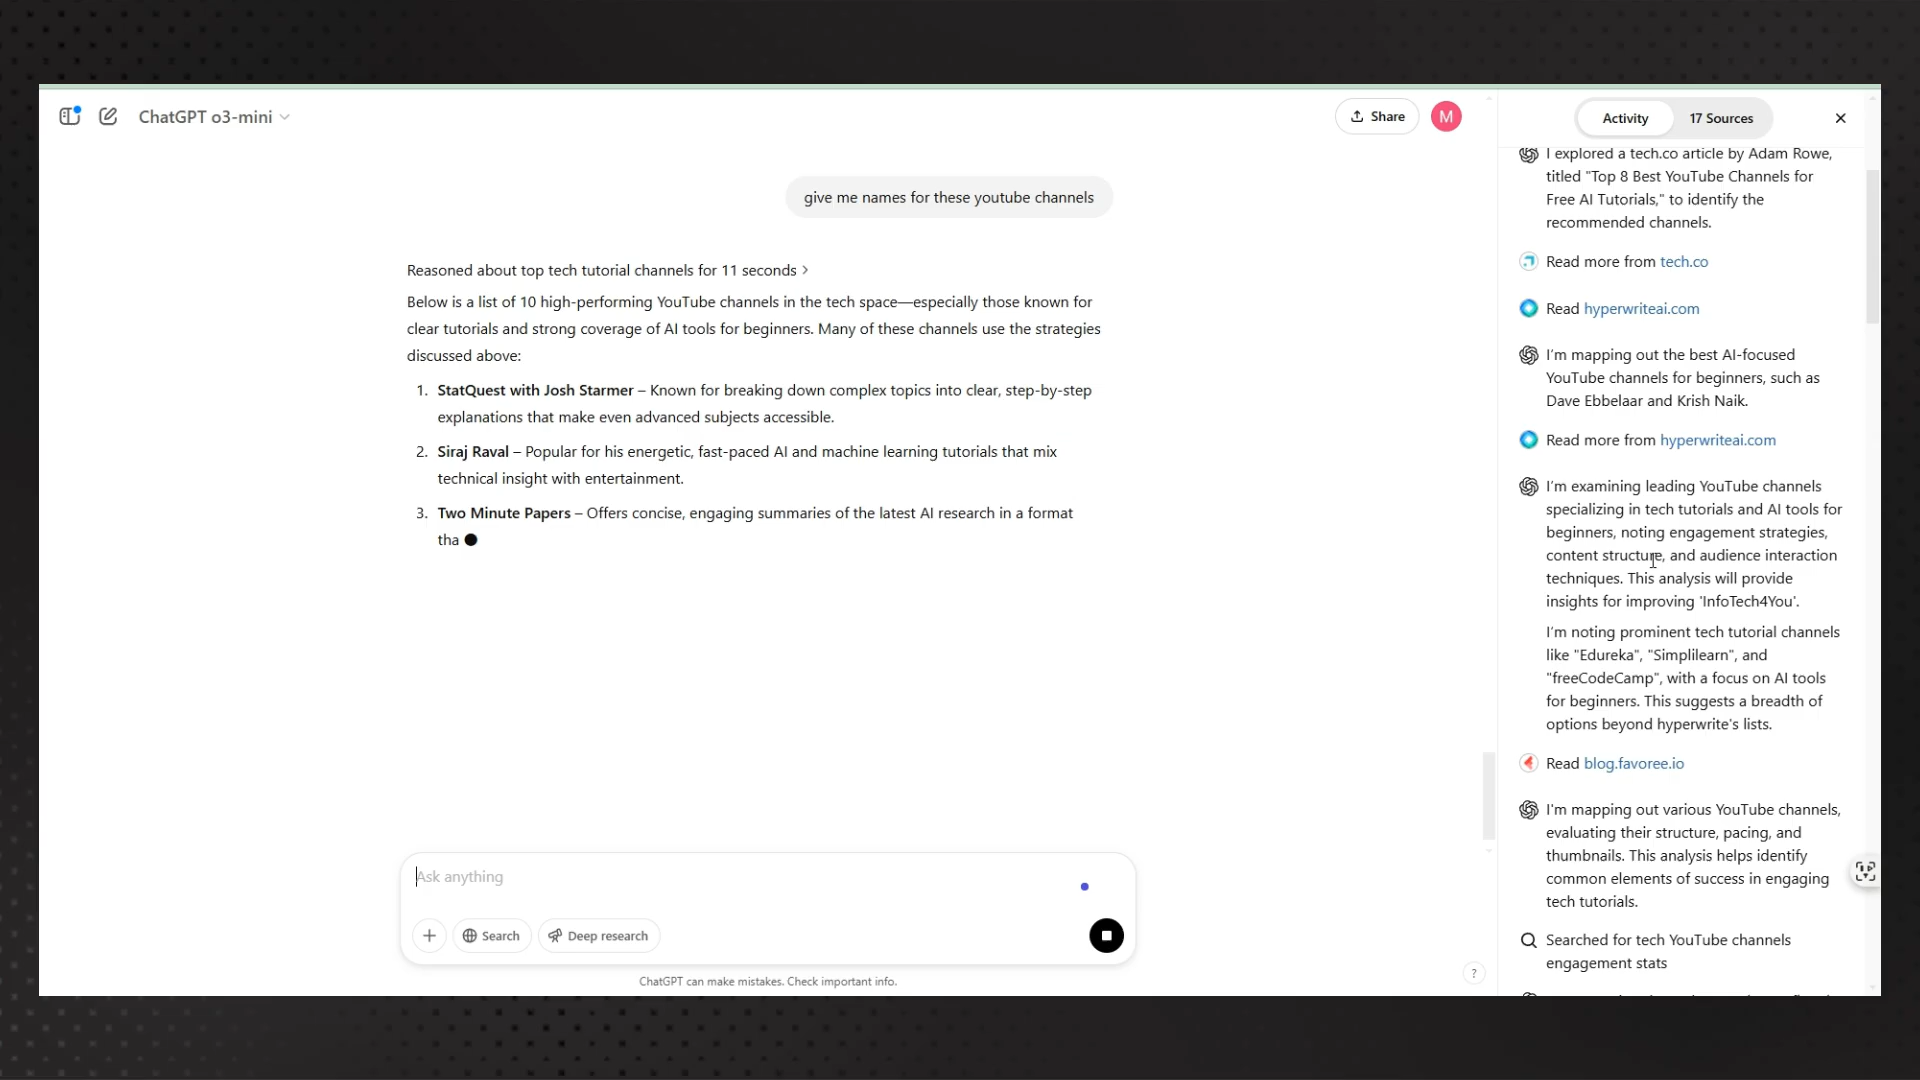 ChatGPT o3-mini
Share
M
give me names for these youtube channels
Reasoned about top tech tutorial channels for 11 seconds
Below is a list of 10 high-performing YouTube channels in the tech space—especially those known for
clear tutorials and strong coverage of AI tools for beginners. Many of these channels use the strategies
discussed above:
1. StatQuest with Josh Starmer – Known for breaking down complex topics into clear, step-by-step
explanations that make even advanced subjects accessible.
2. Siraj Raval – Popular for his energetic, fast-paced AI and machine learning tutorials that mix
technical insight with entertainment.
3. Two Minute Papers – Offers concise, engaging summaries of the latest AI research in a format
tha
Ask anything
Search
Deep research
ChatGPT can make mistakes. Check important info.
?
Activity
17 Sources
I explored a tech.co article by Adam Rowe,
titled "Top 8 Best YouTube Channels for
Free AI Tutorials," to identify the
recommended channels.
Read more from tech.co
Read hyperwriteai.com
I'm mapping out the best AI-focused
YouTube channels for beginners, such as
Dave Ebbelaar and Krish Naik.
Read more from hyperwriteai.com
I'm examining leading YouTube channels
specializing in tech tutorials and AI tools for
beginners, noting engagement strategies,
content structure, and audience interaction
techniques. This analysis will provide
insights for improving 'InfoTech4You'.
I'm noting prominent tech tutorial channels
like "Edureka", "Simplilearn", and
"freeCodeCamp", with a focus on AI tools
for beginners. This suggests a breadth of
options beyond hyperwrite's lists.
Read blog.favoree.io
I'm mapping out various YouTube channels,
evaluating their structure, pacing, and
thumbnails. This analysis helps identify
common elements of success in engaging
tech tutorials.
Searched for tech YouTube channels
engagement stats